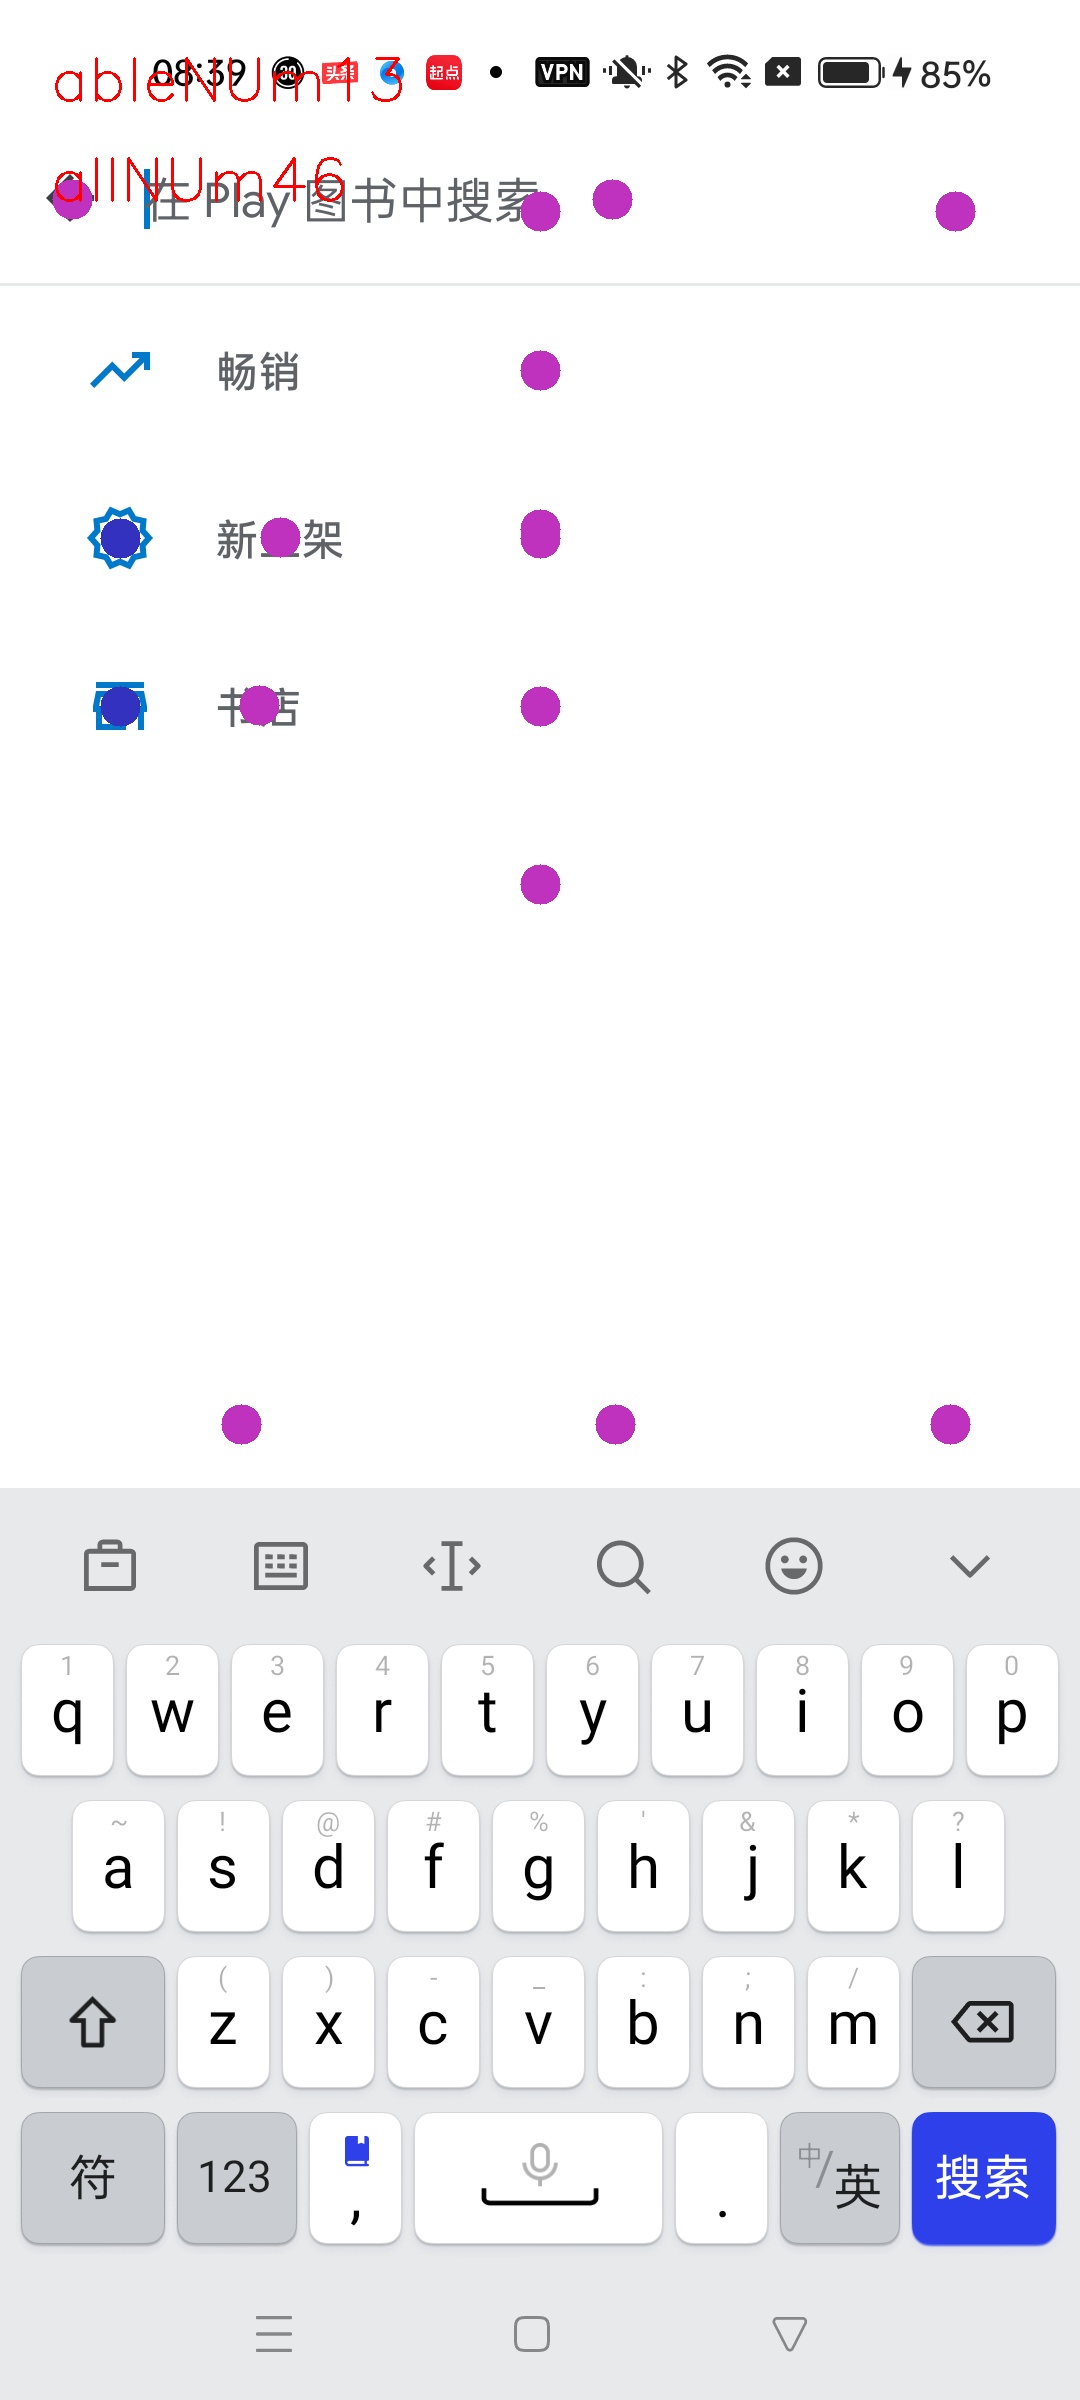 ableNUm13
08:39 头条 起点 VPN 85%
allNUm46
在 Play 图书中搜索
畅销
新上架
书店
1 2 3 4 5 6 7 8 9 0
q w e r t y u i o p
~ ! @ # % ' & * ?
a s d f g h j k l
( ) - _ : ; /
z x c v b n m
符 123 , . 中/英 搜索